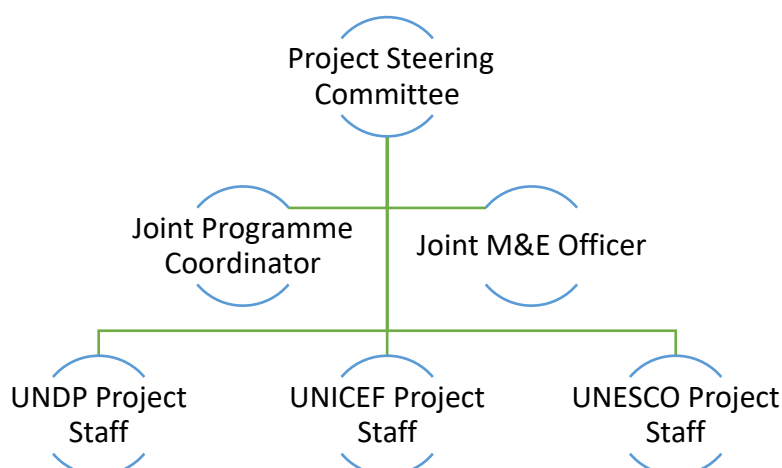 Project Steering
Committee
Joint Programme
Coordinator
Joint M&E Officer
UNDP Project
Staff
UNICEF Project
Staff
UNESCO Project
Staff